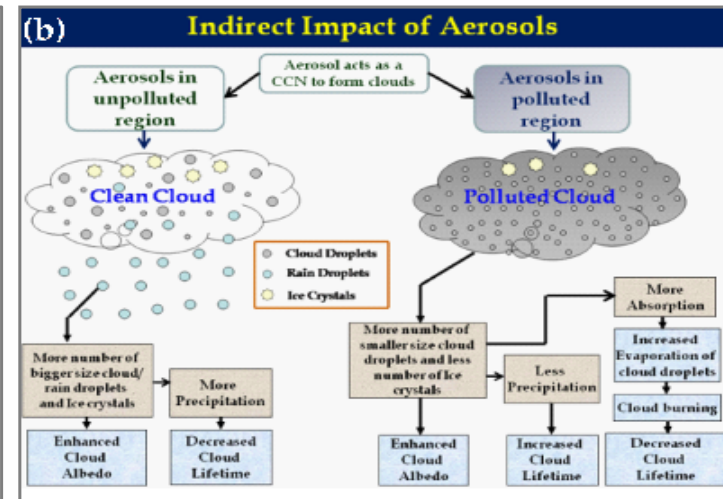 (b) Indirect Impact of Aerosols
Aerosol acts as a
CCN to form clouds
Aerosols in
unpolluted
region
Aerosols in
polluted
region
Clean Cloud
Polluted Cloud
Cloud Droplets
Rain Droplets
Ice Crystals
More number of
bigger size cloud/
rain droplets
and Ice crystals
More
Precipitation
Enhanced
Cloud
Albedo
Decreased
Cloud
Lifetime
More number of
smaller size cloud
droplets and less
number of Ice
crystals
Less
Precipitation
More
Absorption
Increased
Evaporation of
cloud droplets
Cloud burning
Enhanced
Cloud
Albedo
Increased
Cloud
Lifetime
Decreased
Cloud
Lifetime